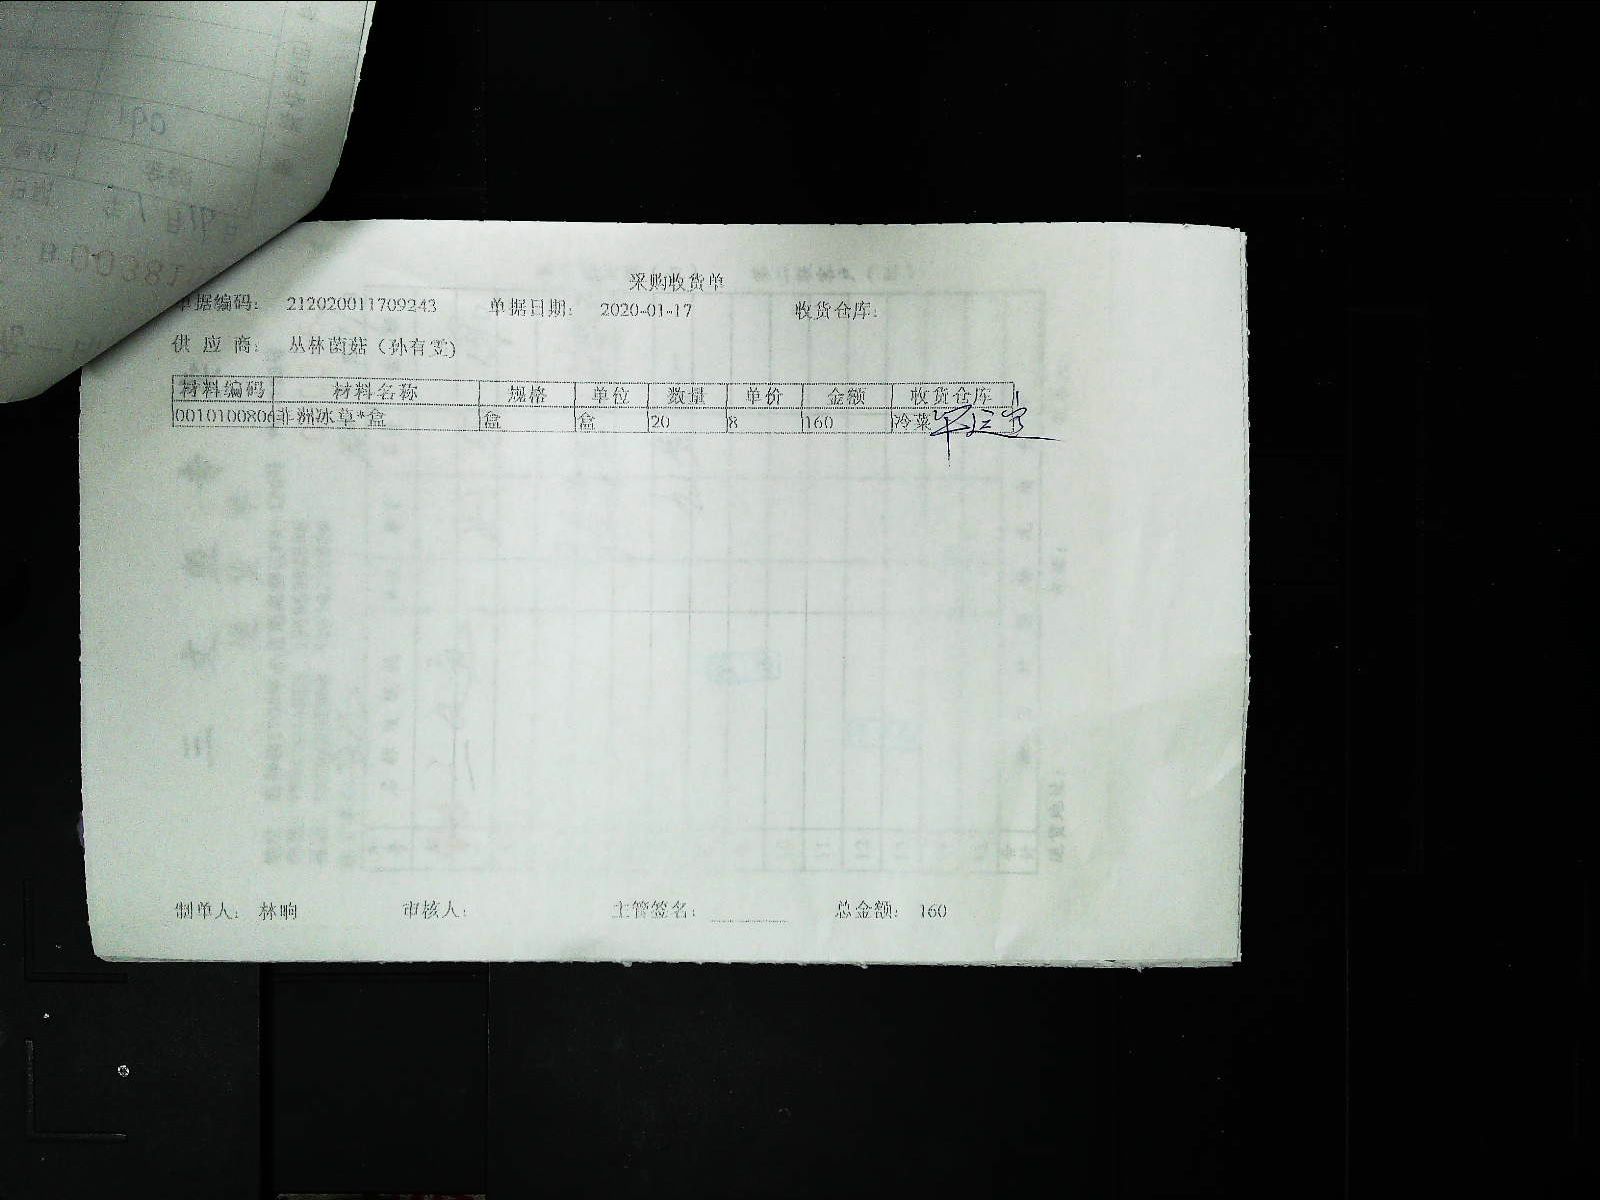 采购收货单
单据编码： 212020011709243 单据日期： 2020-01-17 收货仓库：
供 应 商： 丛林菌菇（孙有雯）
材料编码 材料名称 规格 单位 数量 单价 金额 收货仓库
0010100806 非洲冰草*盒 盒 盒 20 8 160 冷菜
制单人： 林晌 审核人： 主管签名： 总金额： 160